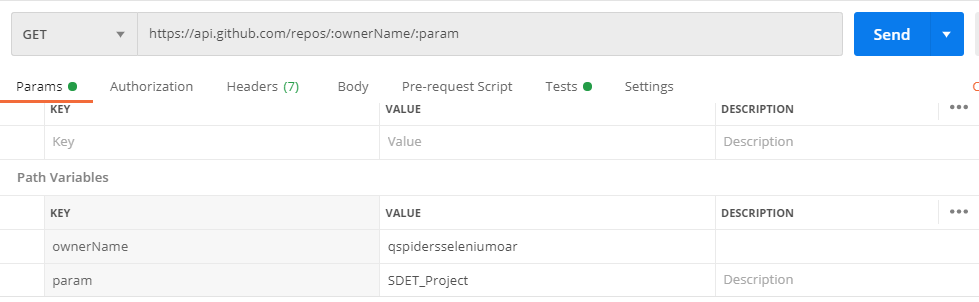 GET https://api.github.com/repos/:ownerName/:param Send
Params Authorization Headers (7) Body Pre-request Script Tests Settings
KEY VALUE DESCRIPTION
Key Value Description
Path Variables
KEY VALUE DESCRIPTION
ownerName qspidersseleniumoar
param SDET_Project Description